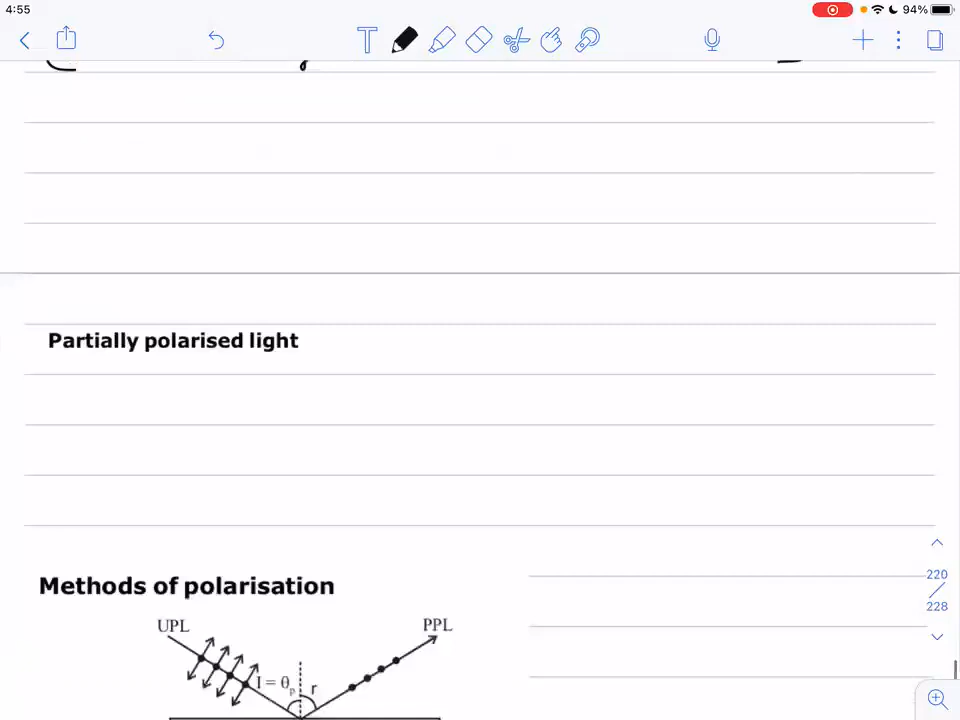 4:55
94%
T
Partially polarised light
220
228
Methods of polarisation
UPL
PPL
I = θp
r